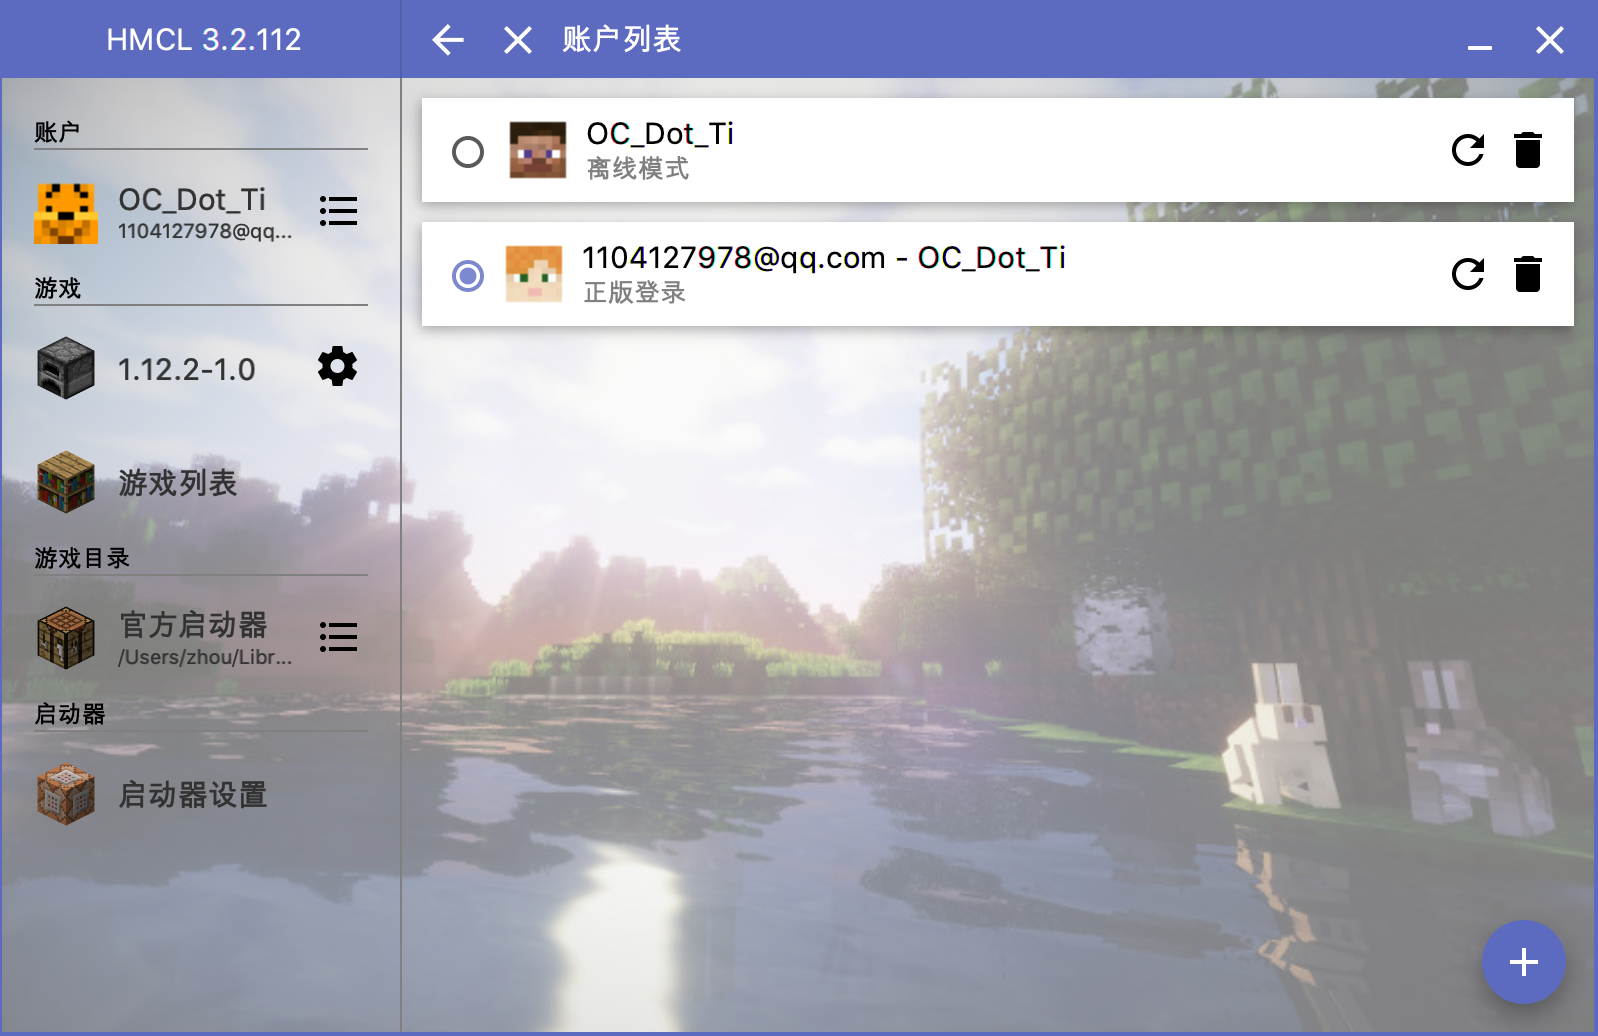 HMCL 3.2.112
账户列表
账户
OC_Dot_Ti
1104127978@qq...
游戏
1.12.2-1.0
游戏列表
游戏目录
官方启动器
/Users/zhou/Libr...
启动器
启动器设置
OC_Dot_Ti
离线模式
1104127978@qq.com - OC_Dot_Ti
正版登录